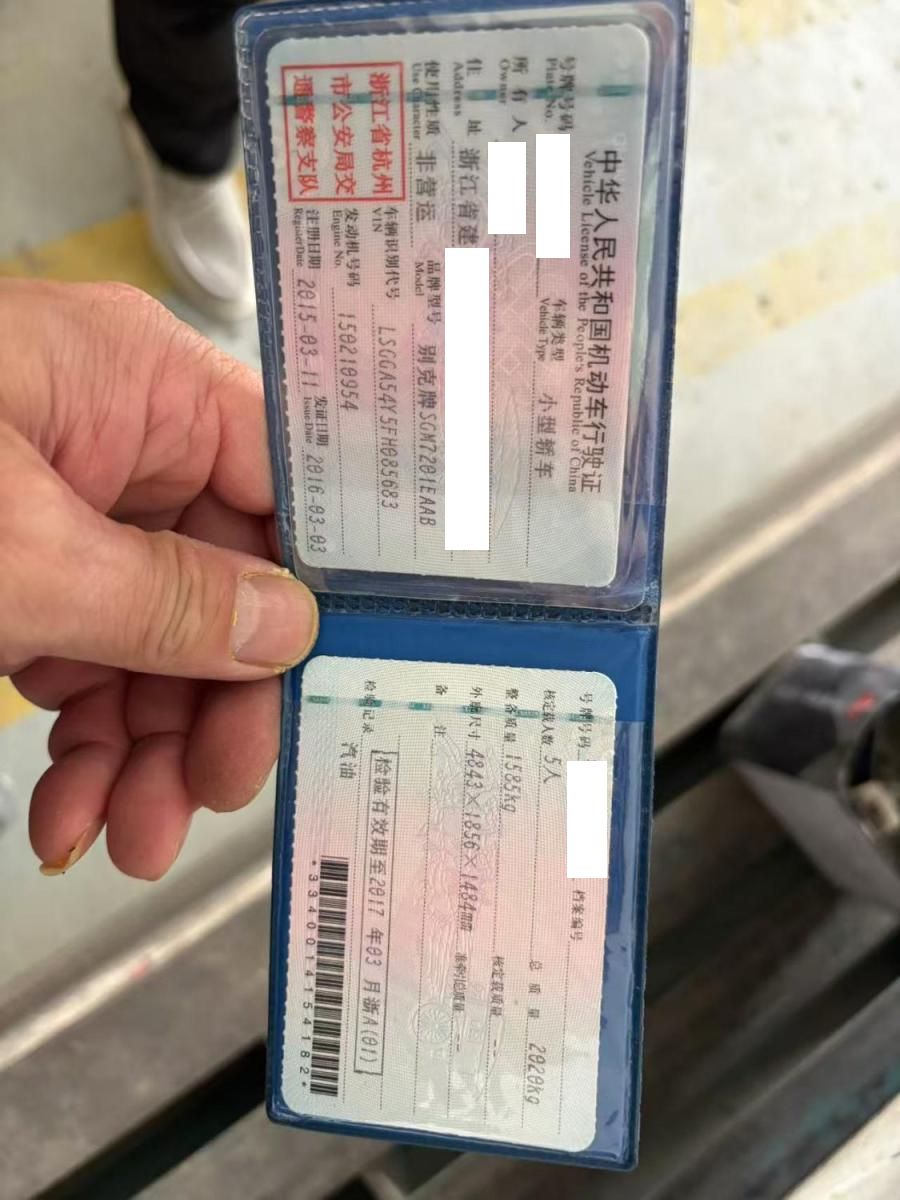 中华人民共和国机动车行驶证
Vehicle License of the People's Republic of China
号牌号码 车辆类型 小型轿车
Plate No. Vehicle Type
所有人
Owner
住址 浙江省建
Address
使用性质 非营运 品牌型号 别克牌SGM7201EAAB
Use Character Model
浙江省杭州
市公安局交
通警察支队
车辆识别代号 LSGGA54Y5FH085683
VIN
发动机号码 150210954
Engine No.
注册日期 2015-03-11 发证日期 2016-03-03
Register Date Issue Date
号牌号码 档案编号
核定载人数 5人 总质量 2020kg
整备质量 1585kg 核定载质量 --
外廓尺寸 4843×1856×1484mm 准牵引总质量 --
备注
检验有效期至2017年03月浙A(01)
检验记录
汽油
*3340014154182*